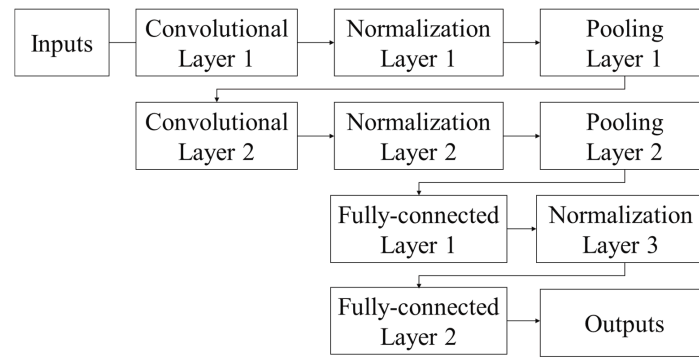 Inputs
Convolutional
Layer 1
Normalization
Layer 1
Pooling
Layer 1
Convolutional
Layer 2
Normalization
Layer 2
Pooling
Layer 2
Fully-connected
Layer 1
Normalization
Layer 3
Fully-connected
Layer 2
Outputs